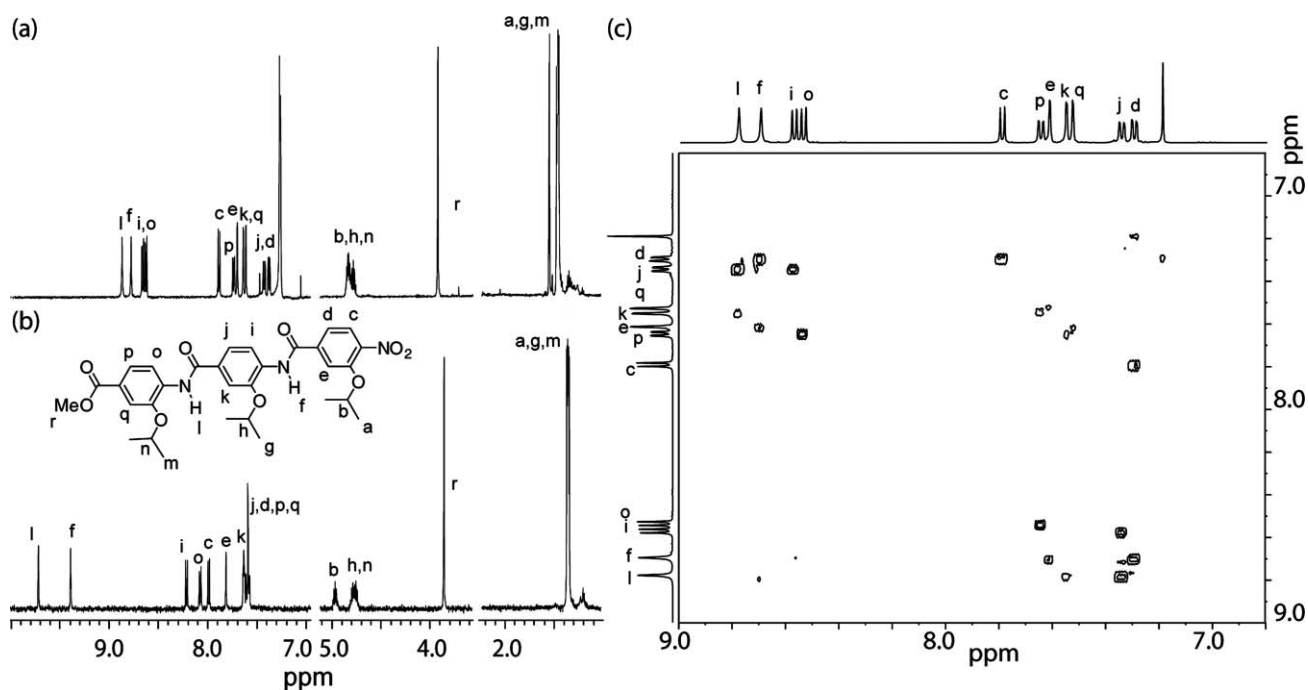 (a)
a,g,m
l
f
i,o
c
e
p
k,q
j,d
b,h,n
r
(b)
p
o
O
j
i
O
d
c
NO2
MeO
O
q
O
N
H
l
k
O
N
H
f
e
O
r
n
m
h
g
b
a
a,g,m
l
f
i
o
c
e
k
j,d,p,q
b
h,n
r
9.0 8.0 7.0 5.0 4.0 2.0
ppm ppm
(c)
l f i o c p e k q j d
ppm
d
j
q
k
e
p
c
o
i
f
l
7.0
8.0
9.0
9.0 8.0 7.0
ppm